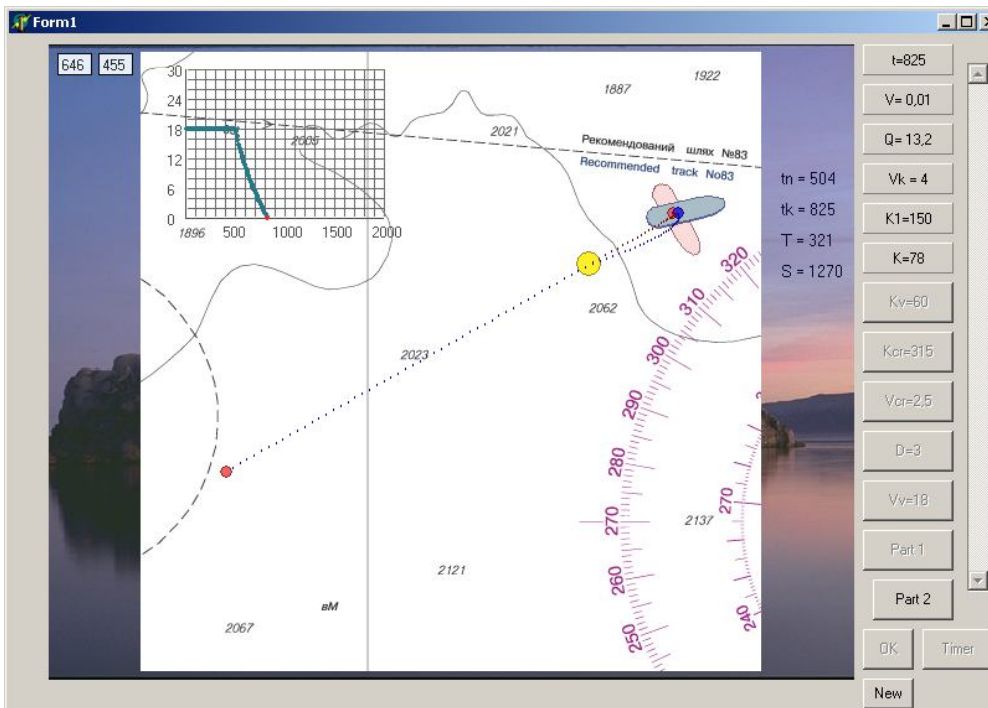 Form1
646 455
t=825
V= 0,01
Q= 13,2
Vk = 4
K1=150
K=78
Kv=60
Kcr=315
Vcr=2,5
D=3
Vv=18
Part 1
Part 2
OK Timer
New
30
24
18
12
6
0
500 1000 1500 2000
1896
2005
2021
1887
1922
Рекомендований шлях №83
Recommended track No83
tn = 504
tk = 825
T = 321
S = 1270
2062
2023
2137
2121
вМ
2067
320
310
300
290
280
270
260
250
270
240